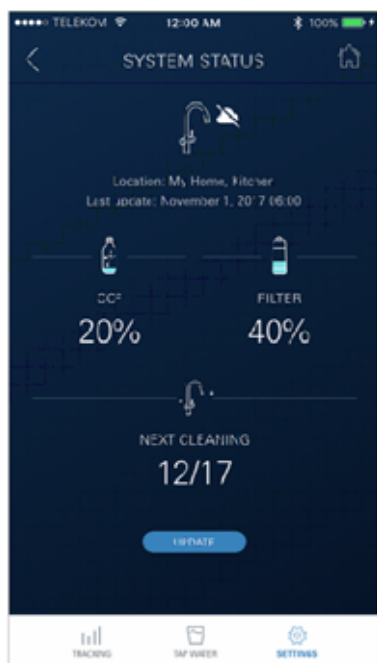 TELEKOM 12:00 AM 100%
SYSTEM STATUS
Location: My Home, Kitchen
Last update: November 1, 2017 06:00
CO² FILTER
20% 40%
NEXT CLEANING
12/17
UPDATE
TRACKING TAP WATER SETTINGS